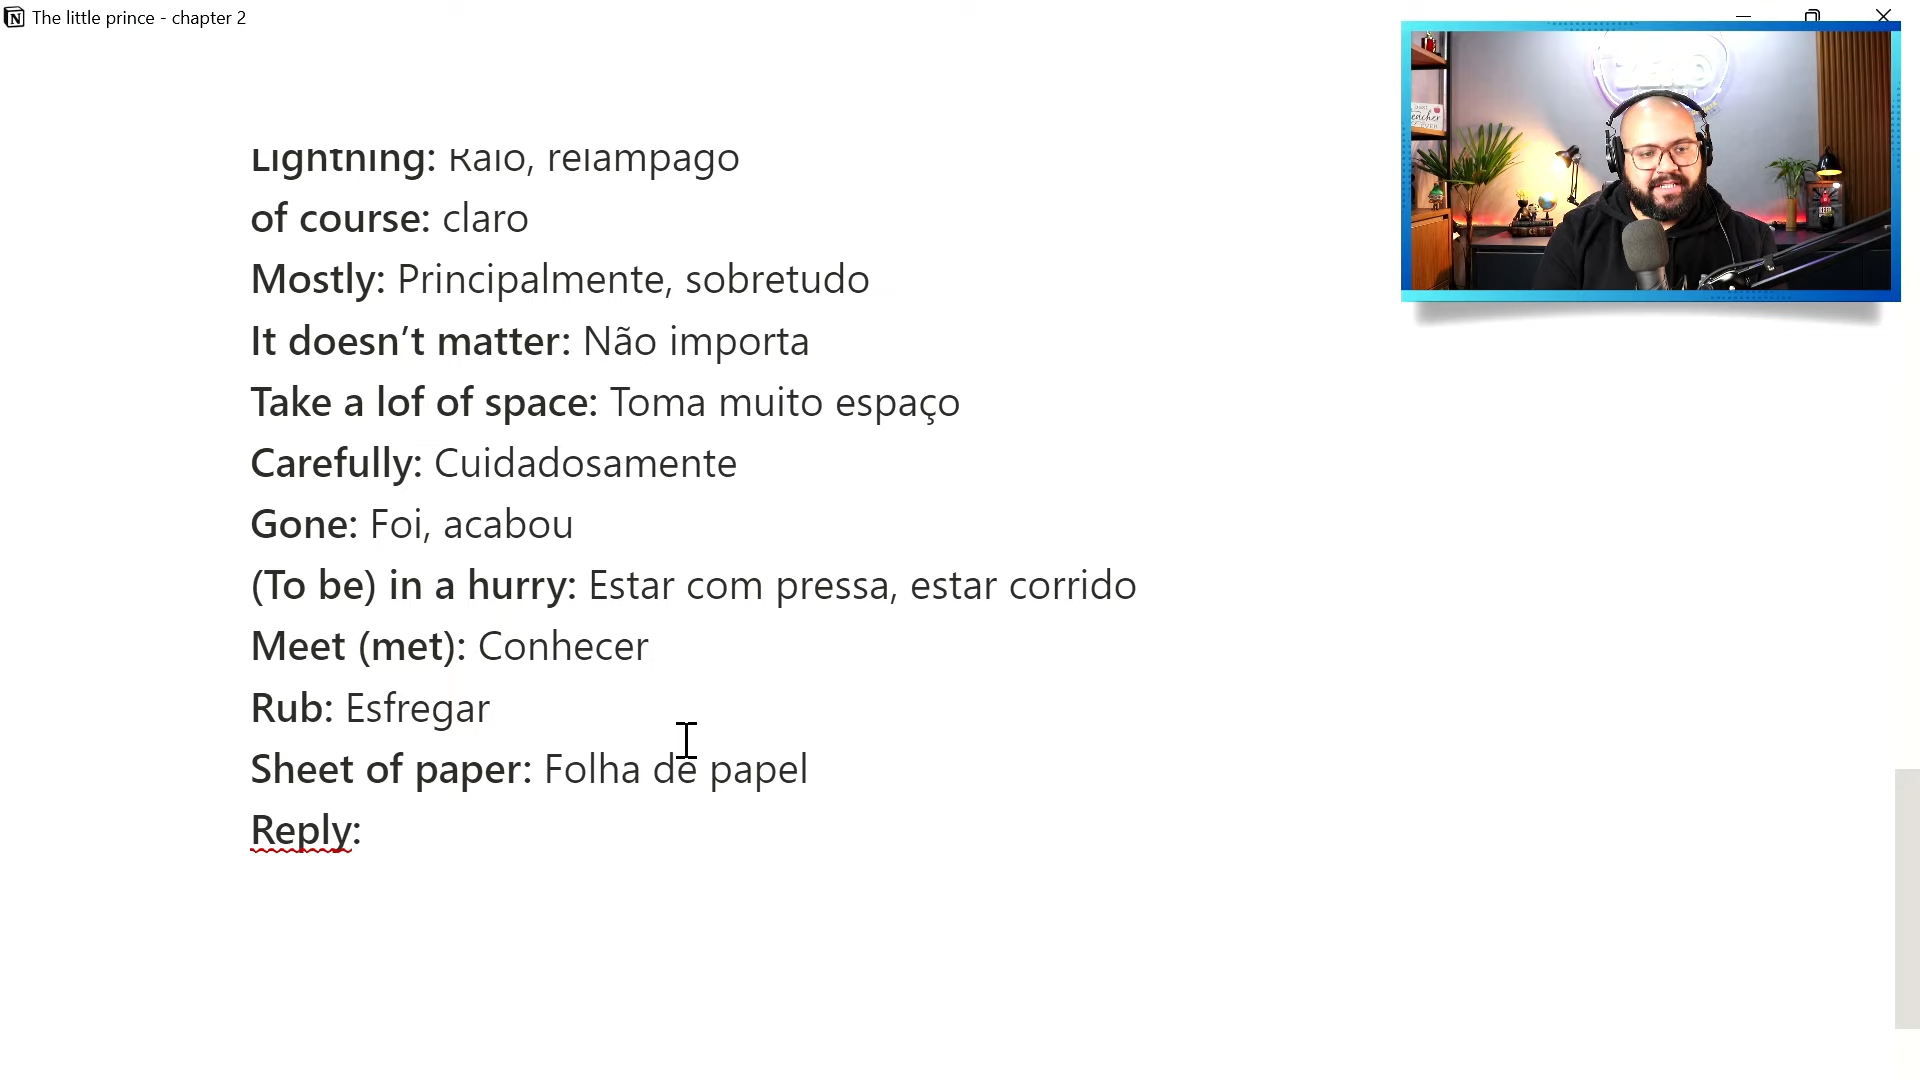 The little prince - chapter 2
Lightning: Raio, relâmpago
of course: claro
Mostly: Principalmente, sobretudo
It doesn’t matter: Não importa
Take a lof of space: Toma muito espaço
Carefully: Cuidadosamente
Gone: Foi, acabou
(To be) in a hurry: Estar com pressa, estar corrido
Meet (met): Conhecer
Rub: Esfregar
Sheet of paper: Folha de papel
Reply: